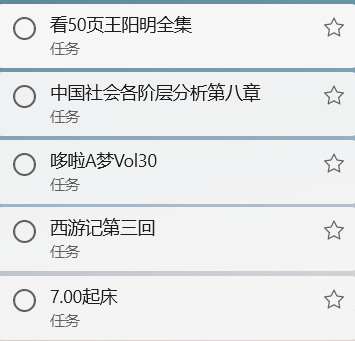 看50页王阳明全集
任务
中国社会各阶层分析第八章
任务
哆啦A梦Vol30
任务
西游记第三回
任务
7.00起床
任务